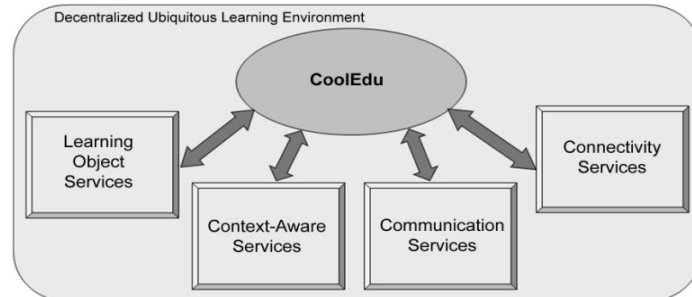 Decentralized Ubiquitous Learning Environment
CoolEdu
Learning
Object
Services
Context-Aware
Services
Communication
Services
Connectivity
Services